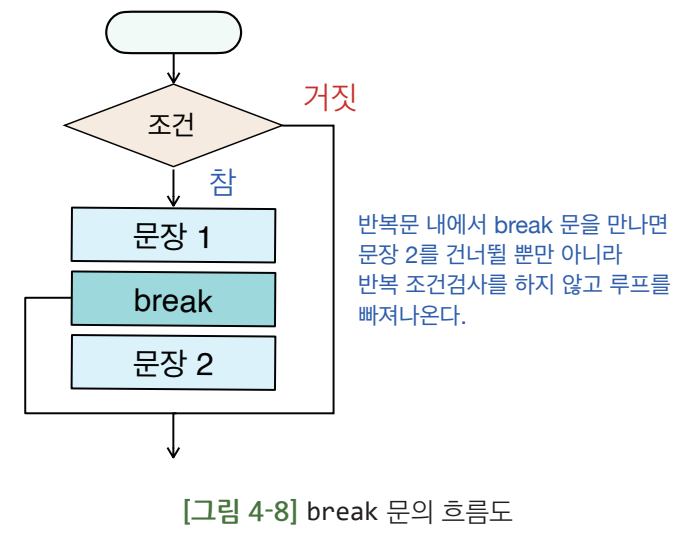 거짓
조건
참
문장 1
break
문장 2
반복문 내에서 break 문을 만나면
문장 2를 건너뛸 뿐만 아니라
반복 조건검사를 하지 않고 루프를
빠져나온다.
[그림 4-8] break 문의 흐름도